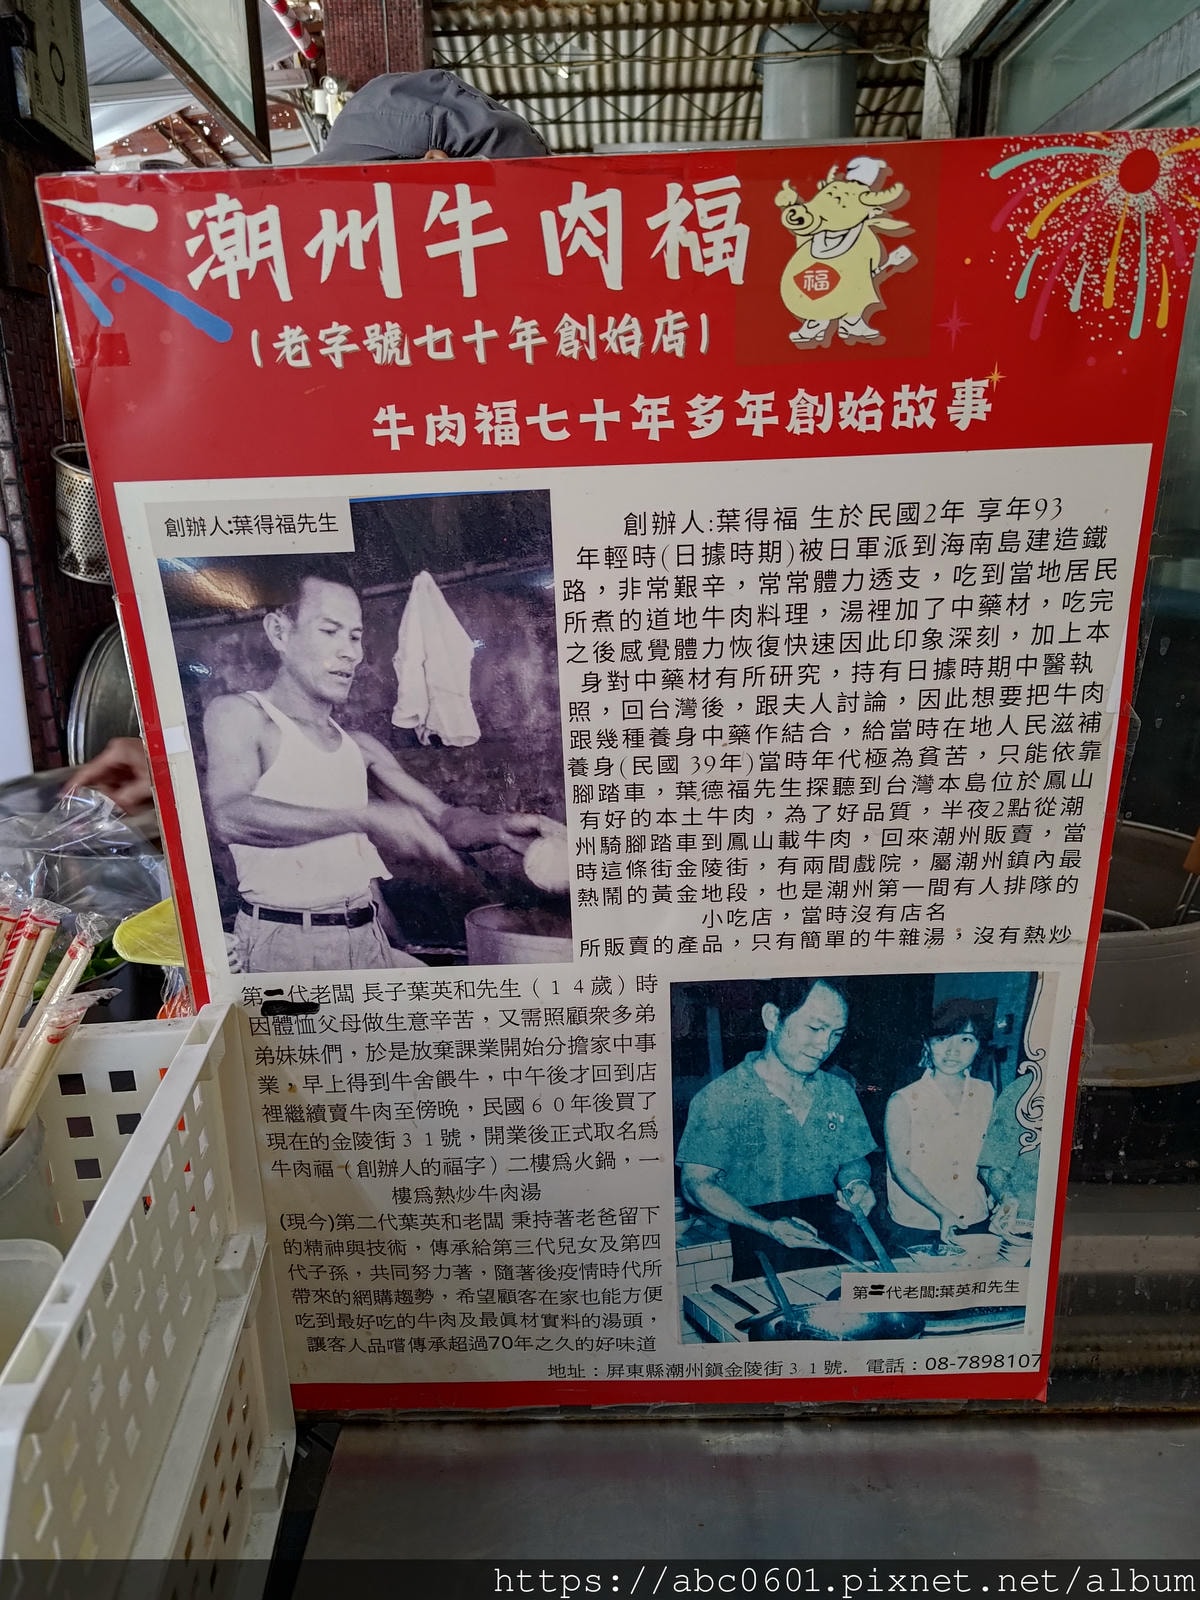 潮州牛肉福
福
(老字號七十年創始店)
牛肉福七十年多年創始故事
創辦人:葉得福先生
創辦人:葉得福 生於民國2年 享年93
年輕時(日據時期)被日軍派到海南島建造鐵
路，非常艱辛，常常體力透支，吃到當地居民
所煮的道地牛肉料理，湯裡加了中藥材，吃完
之後感覺體力恢復快速因此印象深刻，加上本
身對中藥材有所研究，持有日據時期中醫執
照，回台灣後，跟夫人討論，因此想要把牛肉
跟幾種養身中藥作結合，給當時在地人民滋補
養身(民國 39年)當時年代極為貧苦，只能依靠
腳踏車，葉德福先生探聽到台灣本島位於鳳山
有好的本土牛肉，為了好品質，半夜2點從潮
州騎腳踏車到鳳山載牛肉，回來潮州販賣，當
時這條街金陵街，有兩間戲院，屬潮州鎮內最
熱鬧的黃金地段，也是潮州第一間有人排隊的
小吃店，當時沒有店名
所販賣的產品，只有簡單的牛雜湯，沒有熱炒
第二代老闆 長子葉英和先生（14歲）時
因體恤父母做生意辛苦，又需照顧眾多弟
弟妹妹們，於是放棄課業開始分擔家中事
業，早上得到牛舍餵牛，中午後才回到店
裡繼續賣牛肉至傍晚，民國60年後買了
現在的金陵街31號，開業後正式取名爲
牛肉福（創辦人的福字）二樓爲火鍋，一
樓爲熱炒牛肉湯
(現今)第二代葉英和老闆 秉持著老爸留下
的精神與技術，傳承給第三代兒女及第四
代子孫，共同努力著，隨著後疫情時代所
帶來的網購趨勢，希望顧客在家也能方便
吃到最好吃的牛肉及最眞材實料的湯頭，
讓客人品嚐傳承超過70年之久的好味道
第二代老闆:葉英和先生
地址：屏東縣潮州鎮金陵街31號. 電話：08-7898107
https://abc0601.pixnet.net/album